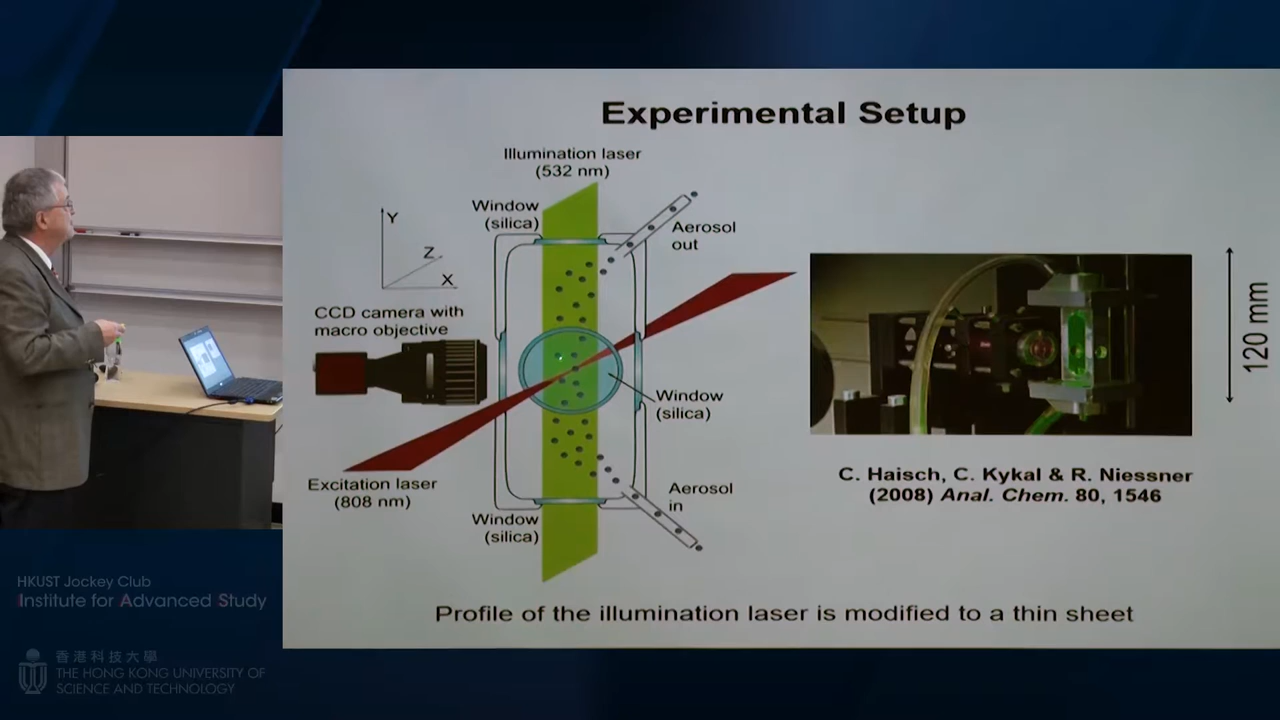 Experimental Setup
Illumination laser
(532 nm)
Window
(silica)
Aerosol
out
Y
Z
X
CCD camera with
macro objective
Window
(silica)
Excitation laser
(808 nm)
Aerosol
in
Window
(silica)
120 mm
C. Haisch, C. Kykal & R. Niessner
(2008) Anal. Chem. 80, 1546
Profile of the illumination laser is modified to a thin sheet
HKUST Jockey Club
Institute for Advanced Study
香港科技大學
THE HONG KONG UNIVERSITY OF
SCIENCE AND TECHNOLOGY